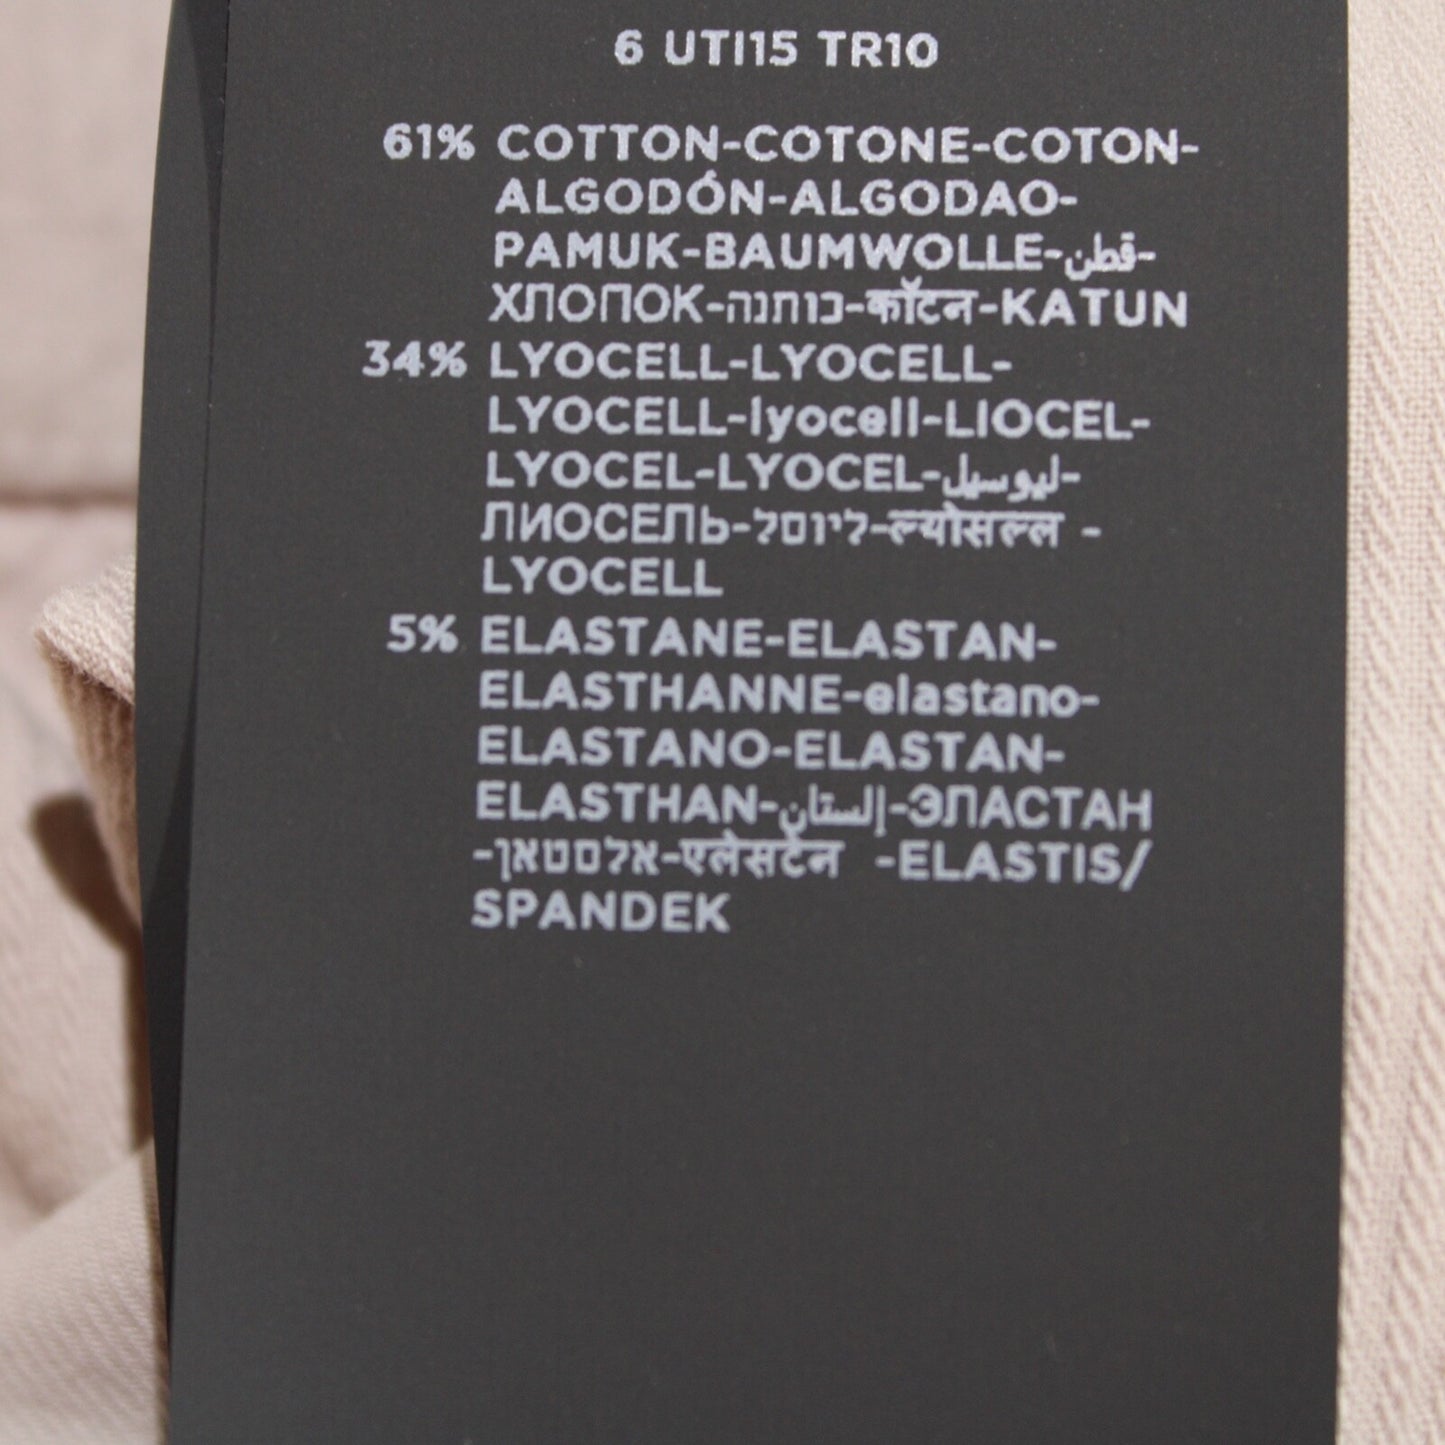 6 UTI15 TR10
61% COTTON-COTONE-COTON-
ALGODÓN-ALGODAO-
PAMUK-BAUMWOLLE-قطن-
ХЛОПОК-כותנה-कॉटन-KATUN
34% LYOCELL-LYOCELL-
LYOCELL-lyocell-LIOCEL-
LYOCEL-LYOCEL-ليوسيل-
ЛИОСЕЛЬ-ליוסל-ल्योसल्ल -
LYOCELL
5% ELASTANE-ELASTAN-
ELASTHANNE-elastano-
ELASTANO-ELASTAN-
ELASTHAN-إلستان-ЭЛАСТАН
-אלסטאן-एलेसटेंन -ELASTIS/
SPANDEK